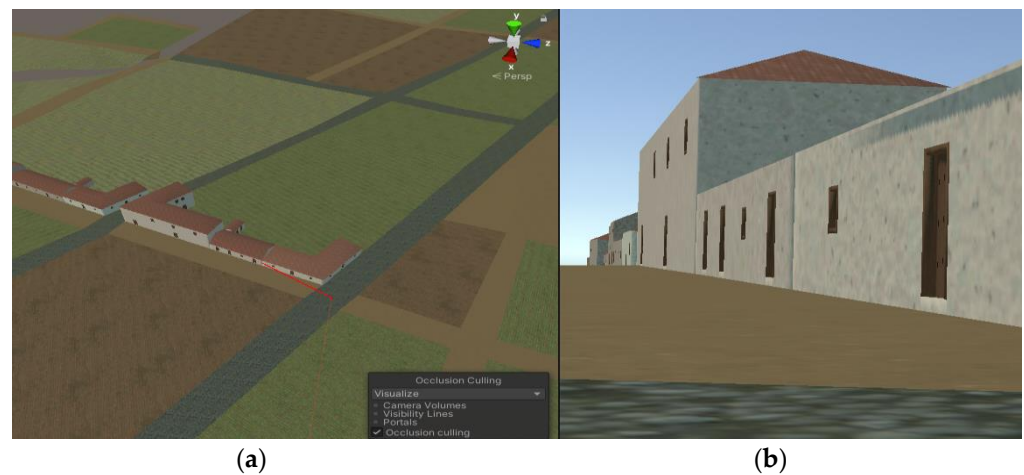 y
z
x
< Persp
Occlusion Culling
Visualize
Camera Volumes
Visibility Lines
Portals
Occlusion culling
(a)
(b)